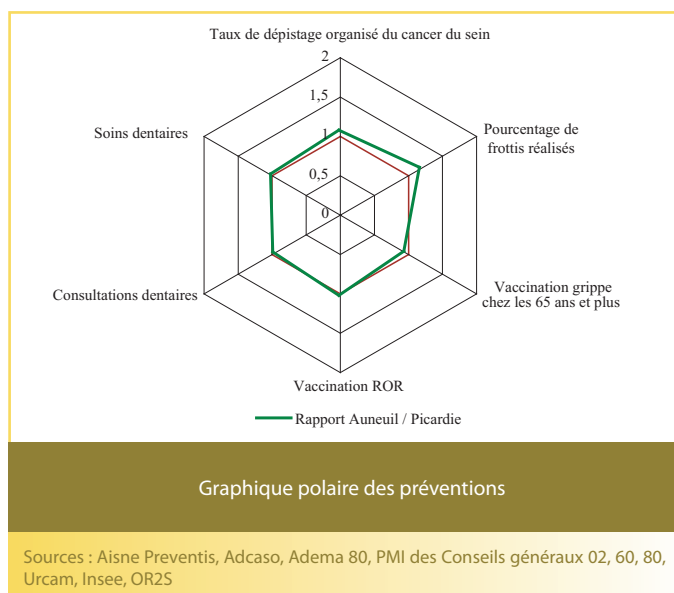 Taux de dépistage organisé du cancer du sein
2
1,5
1
0,5
0
Pourcentage de
frottis réalisés
Vaccination grippe
chez les 65 ans et plus
Vaccination ROR
Consultations dentaires
Soins dentaires
Rapport Auneuil / Picardie
Graphique polaire des préventions
Sources : Aisne Preventis, Adcaso, Adema 80, PMI des Conseils généraux 02, 60, 80,
Urcam, Insee, OR2S